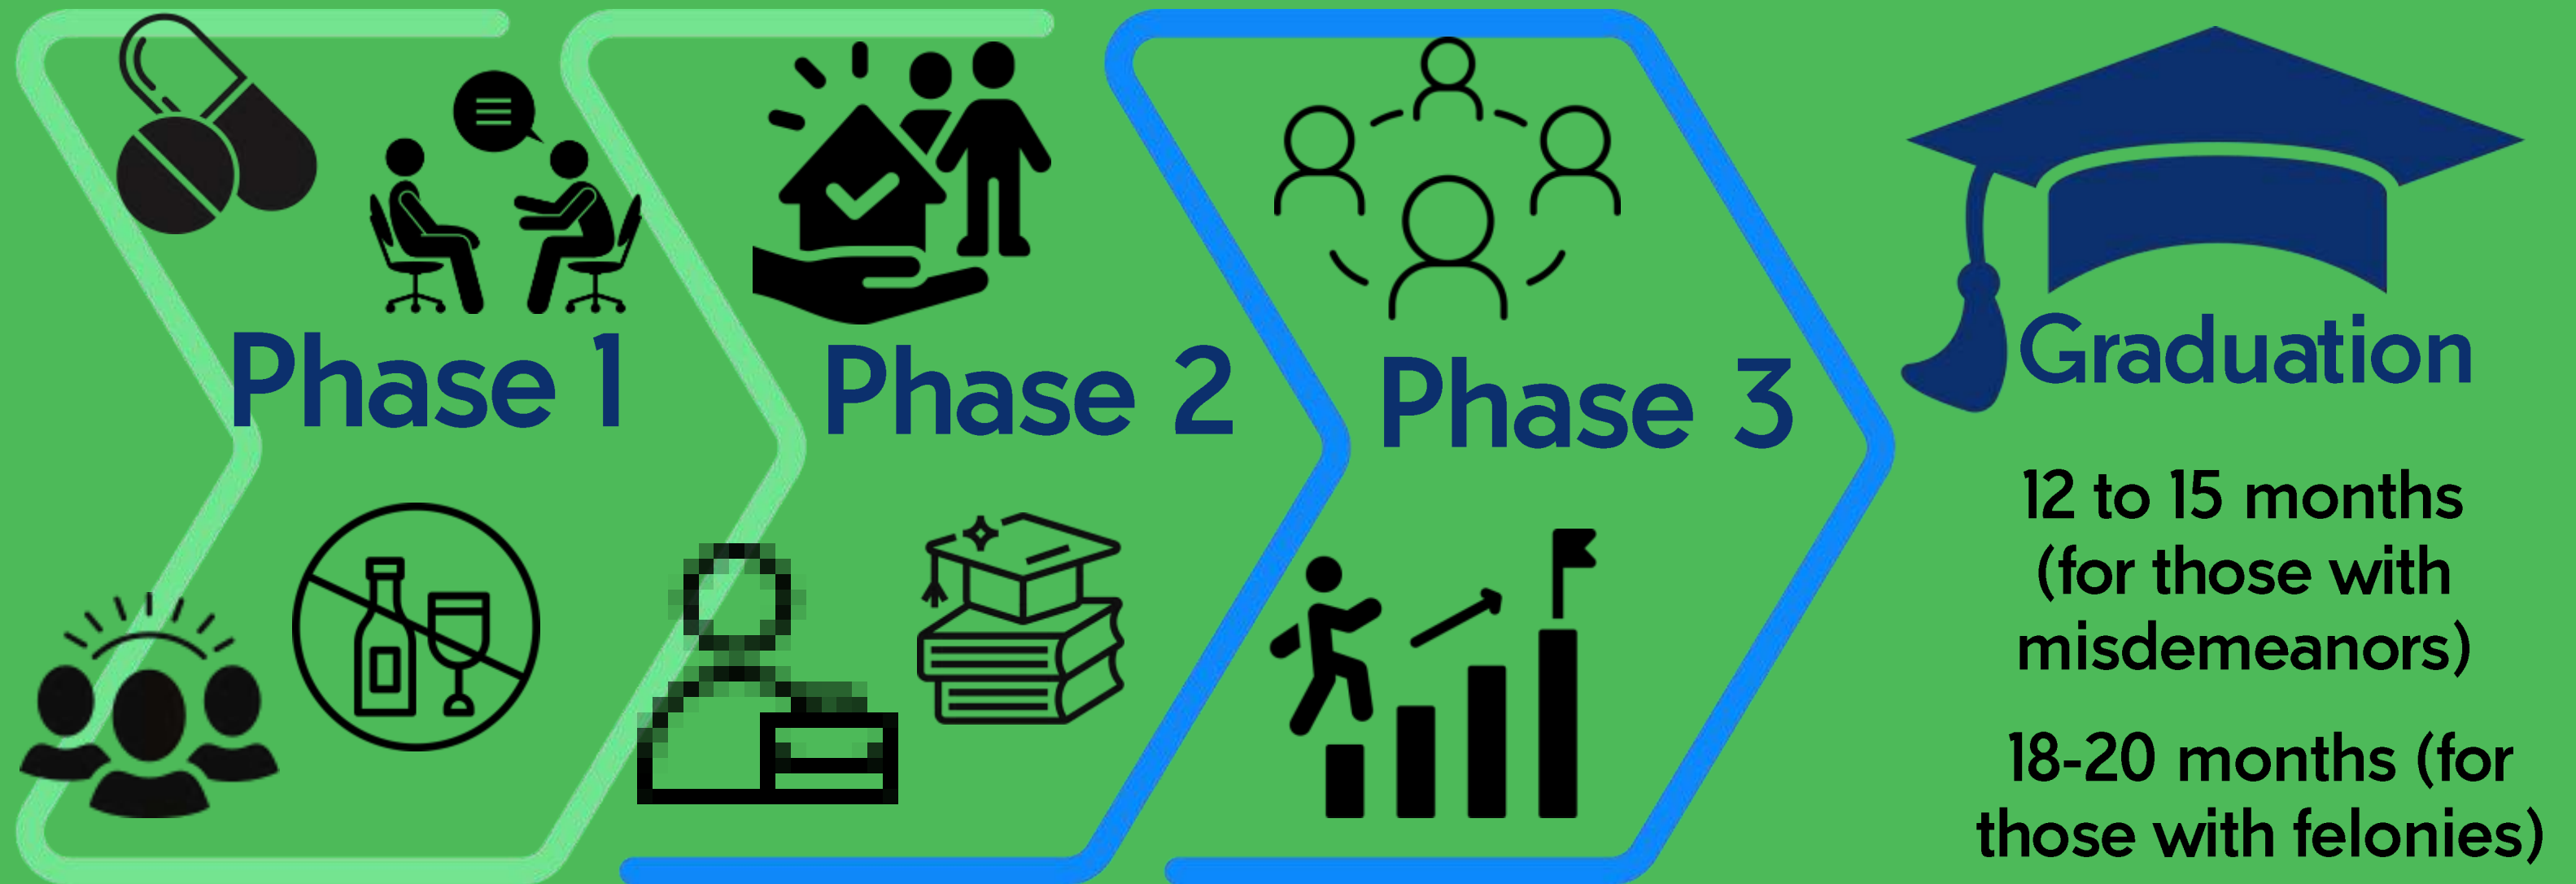 Phase 1
Phase 2
Phase 3
Graduation
12 to 15 months
(for those with
misdemeanors)
18-20 months (for
those with felonies)